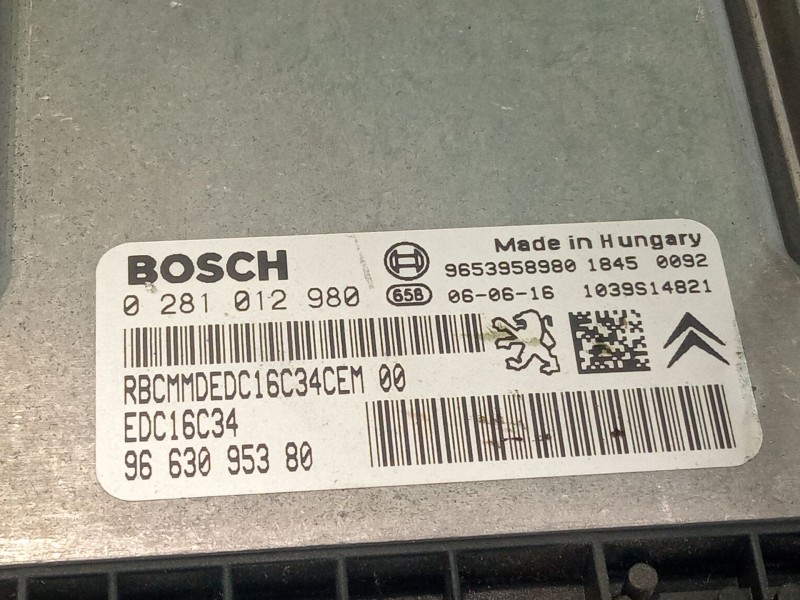 BOSCH
Made in Hungary
9653958980 1845 0092
0 281 012 980
658 06-06-16 1039S14821
RBCMMDEDC16C34CEM 00
EDC16C34
96 630 953 80